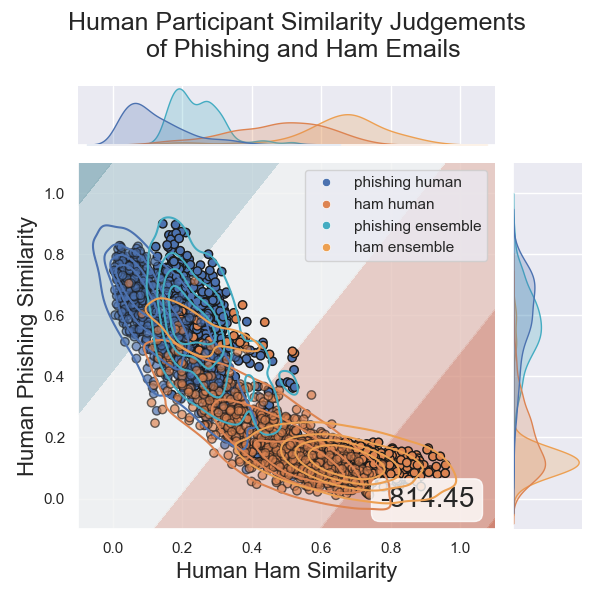 Human Participant Similarity Judgements
of Phishing and Ham Emails
phishing human
ham human
phishing ensemble
ham ensemble
1.0
0.8
0.6
0.4
0.2
0.0
Human Phishing Similarity
-814.45
0.0 0.2 0.4 0.6 0.8 1.0
Human Ham Similarity